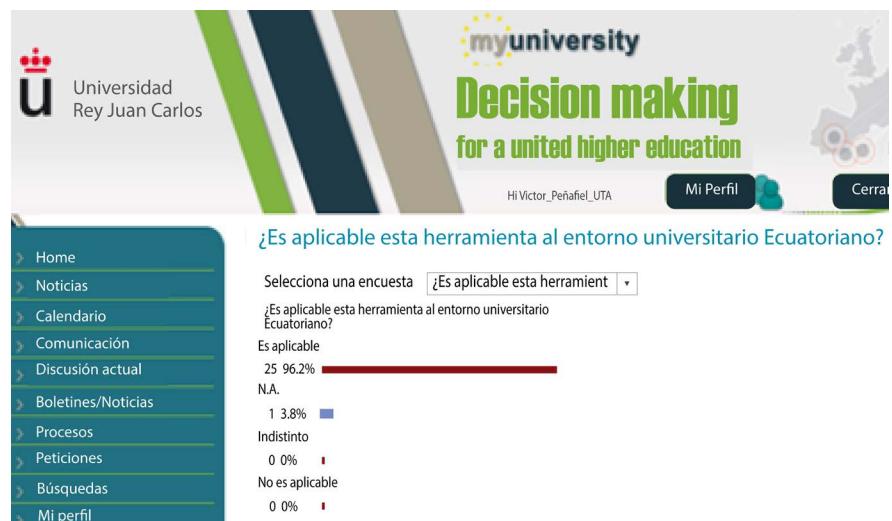 myuniversity
Universidad
Rey Juan Carlos
Decision making
for a united higher education
Hi Victor_Peñafiel_UTA
Mi Perfil
Cerrar
Home
Noticias
Calendario
Comunicación
Discusión actual
Boletines/Noticias
Procesos
Peticiones
Búsquedas
Mi perfil
¿Es aplicable esta herramienta al entorno universitario Ecuatoriano?
Selecciona una encuesta ¿Es aplicable esta herramient
¿Es aplicable esta herramienta al entorno universitario
Ecuatoriano?
Es aplicable
25 96.2%
N.A.
1 3.8%
Indistinto
0 0%
No es aplicable
0 0%